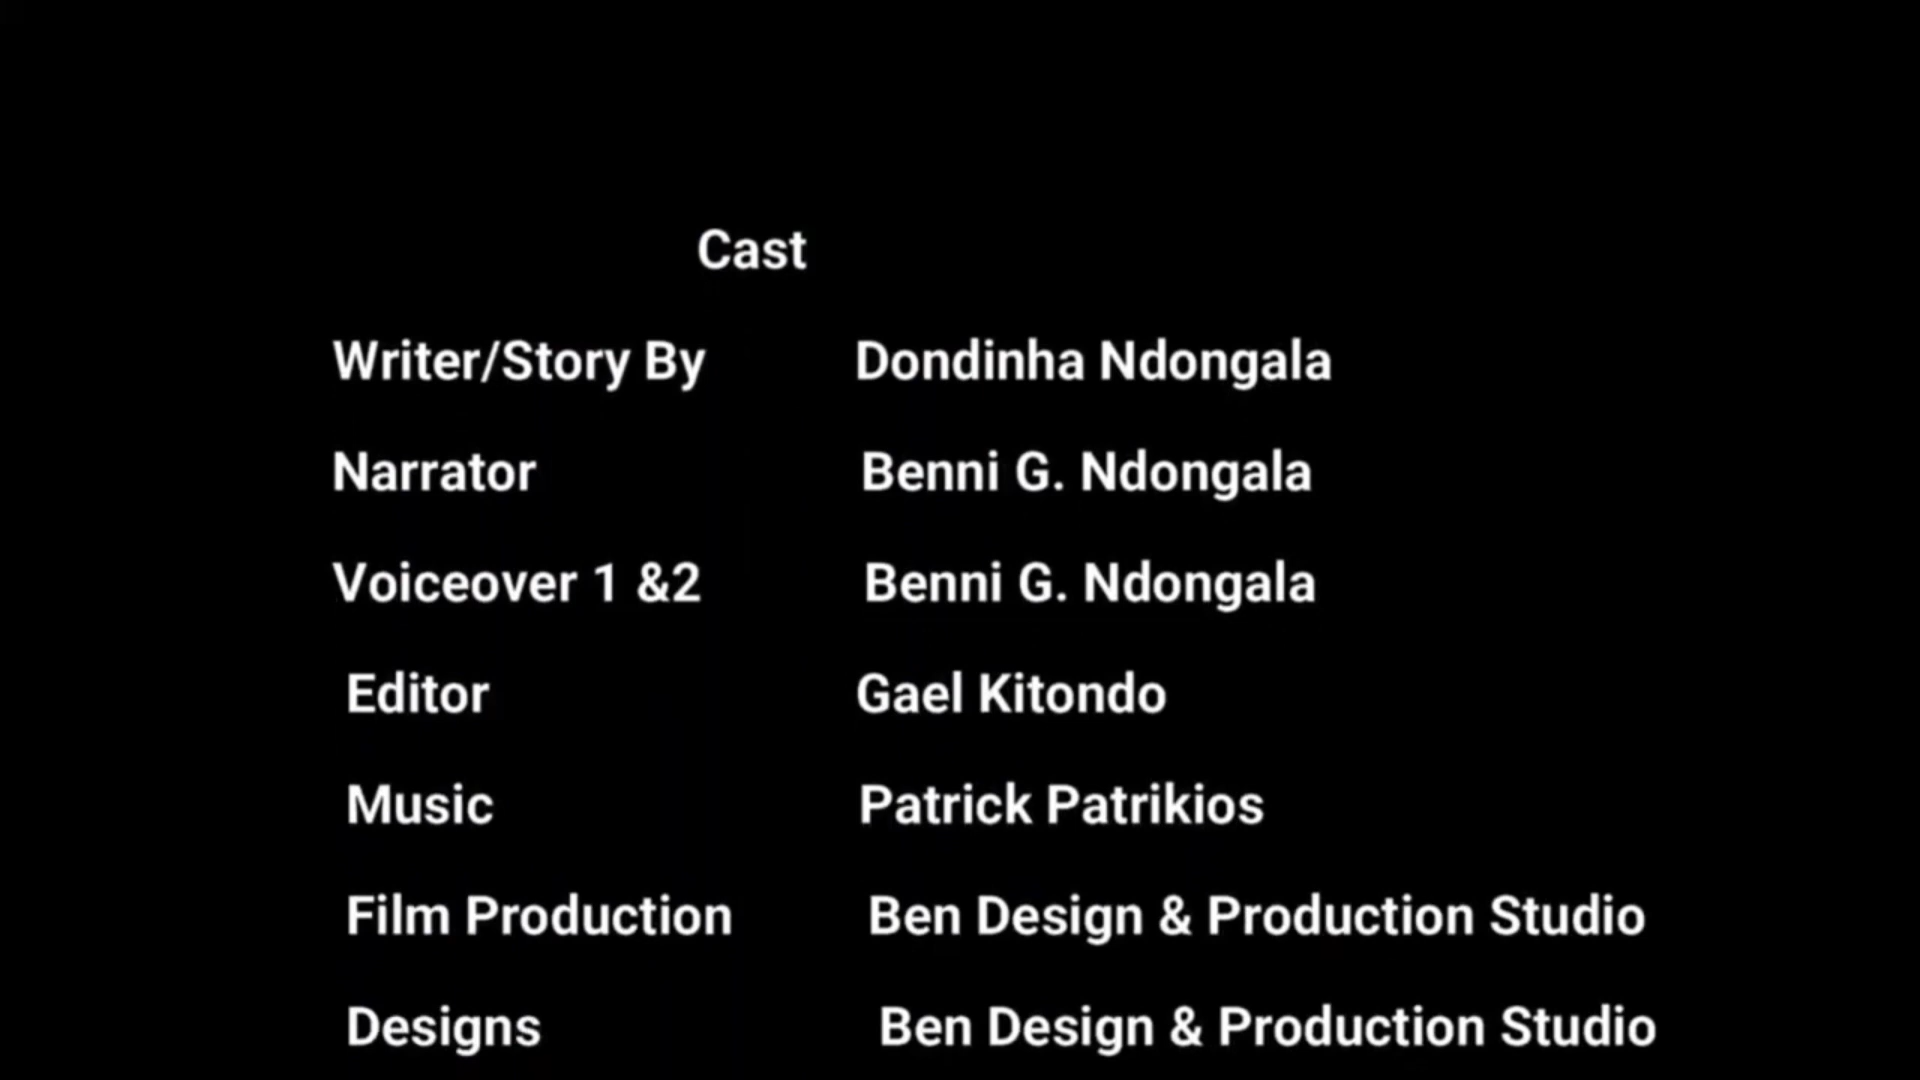 Cast
Writer/Story By Dondinha Ndongala
Narrator Benni G. Ndongala
Voiceover 1 &2 Benni G. Ndongala
Editor Gael Kitondo
Music Patrick Patrikios
Film Production Ben Design & Production Studio
Designs Ben Design & Production Studio